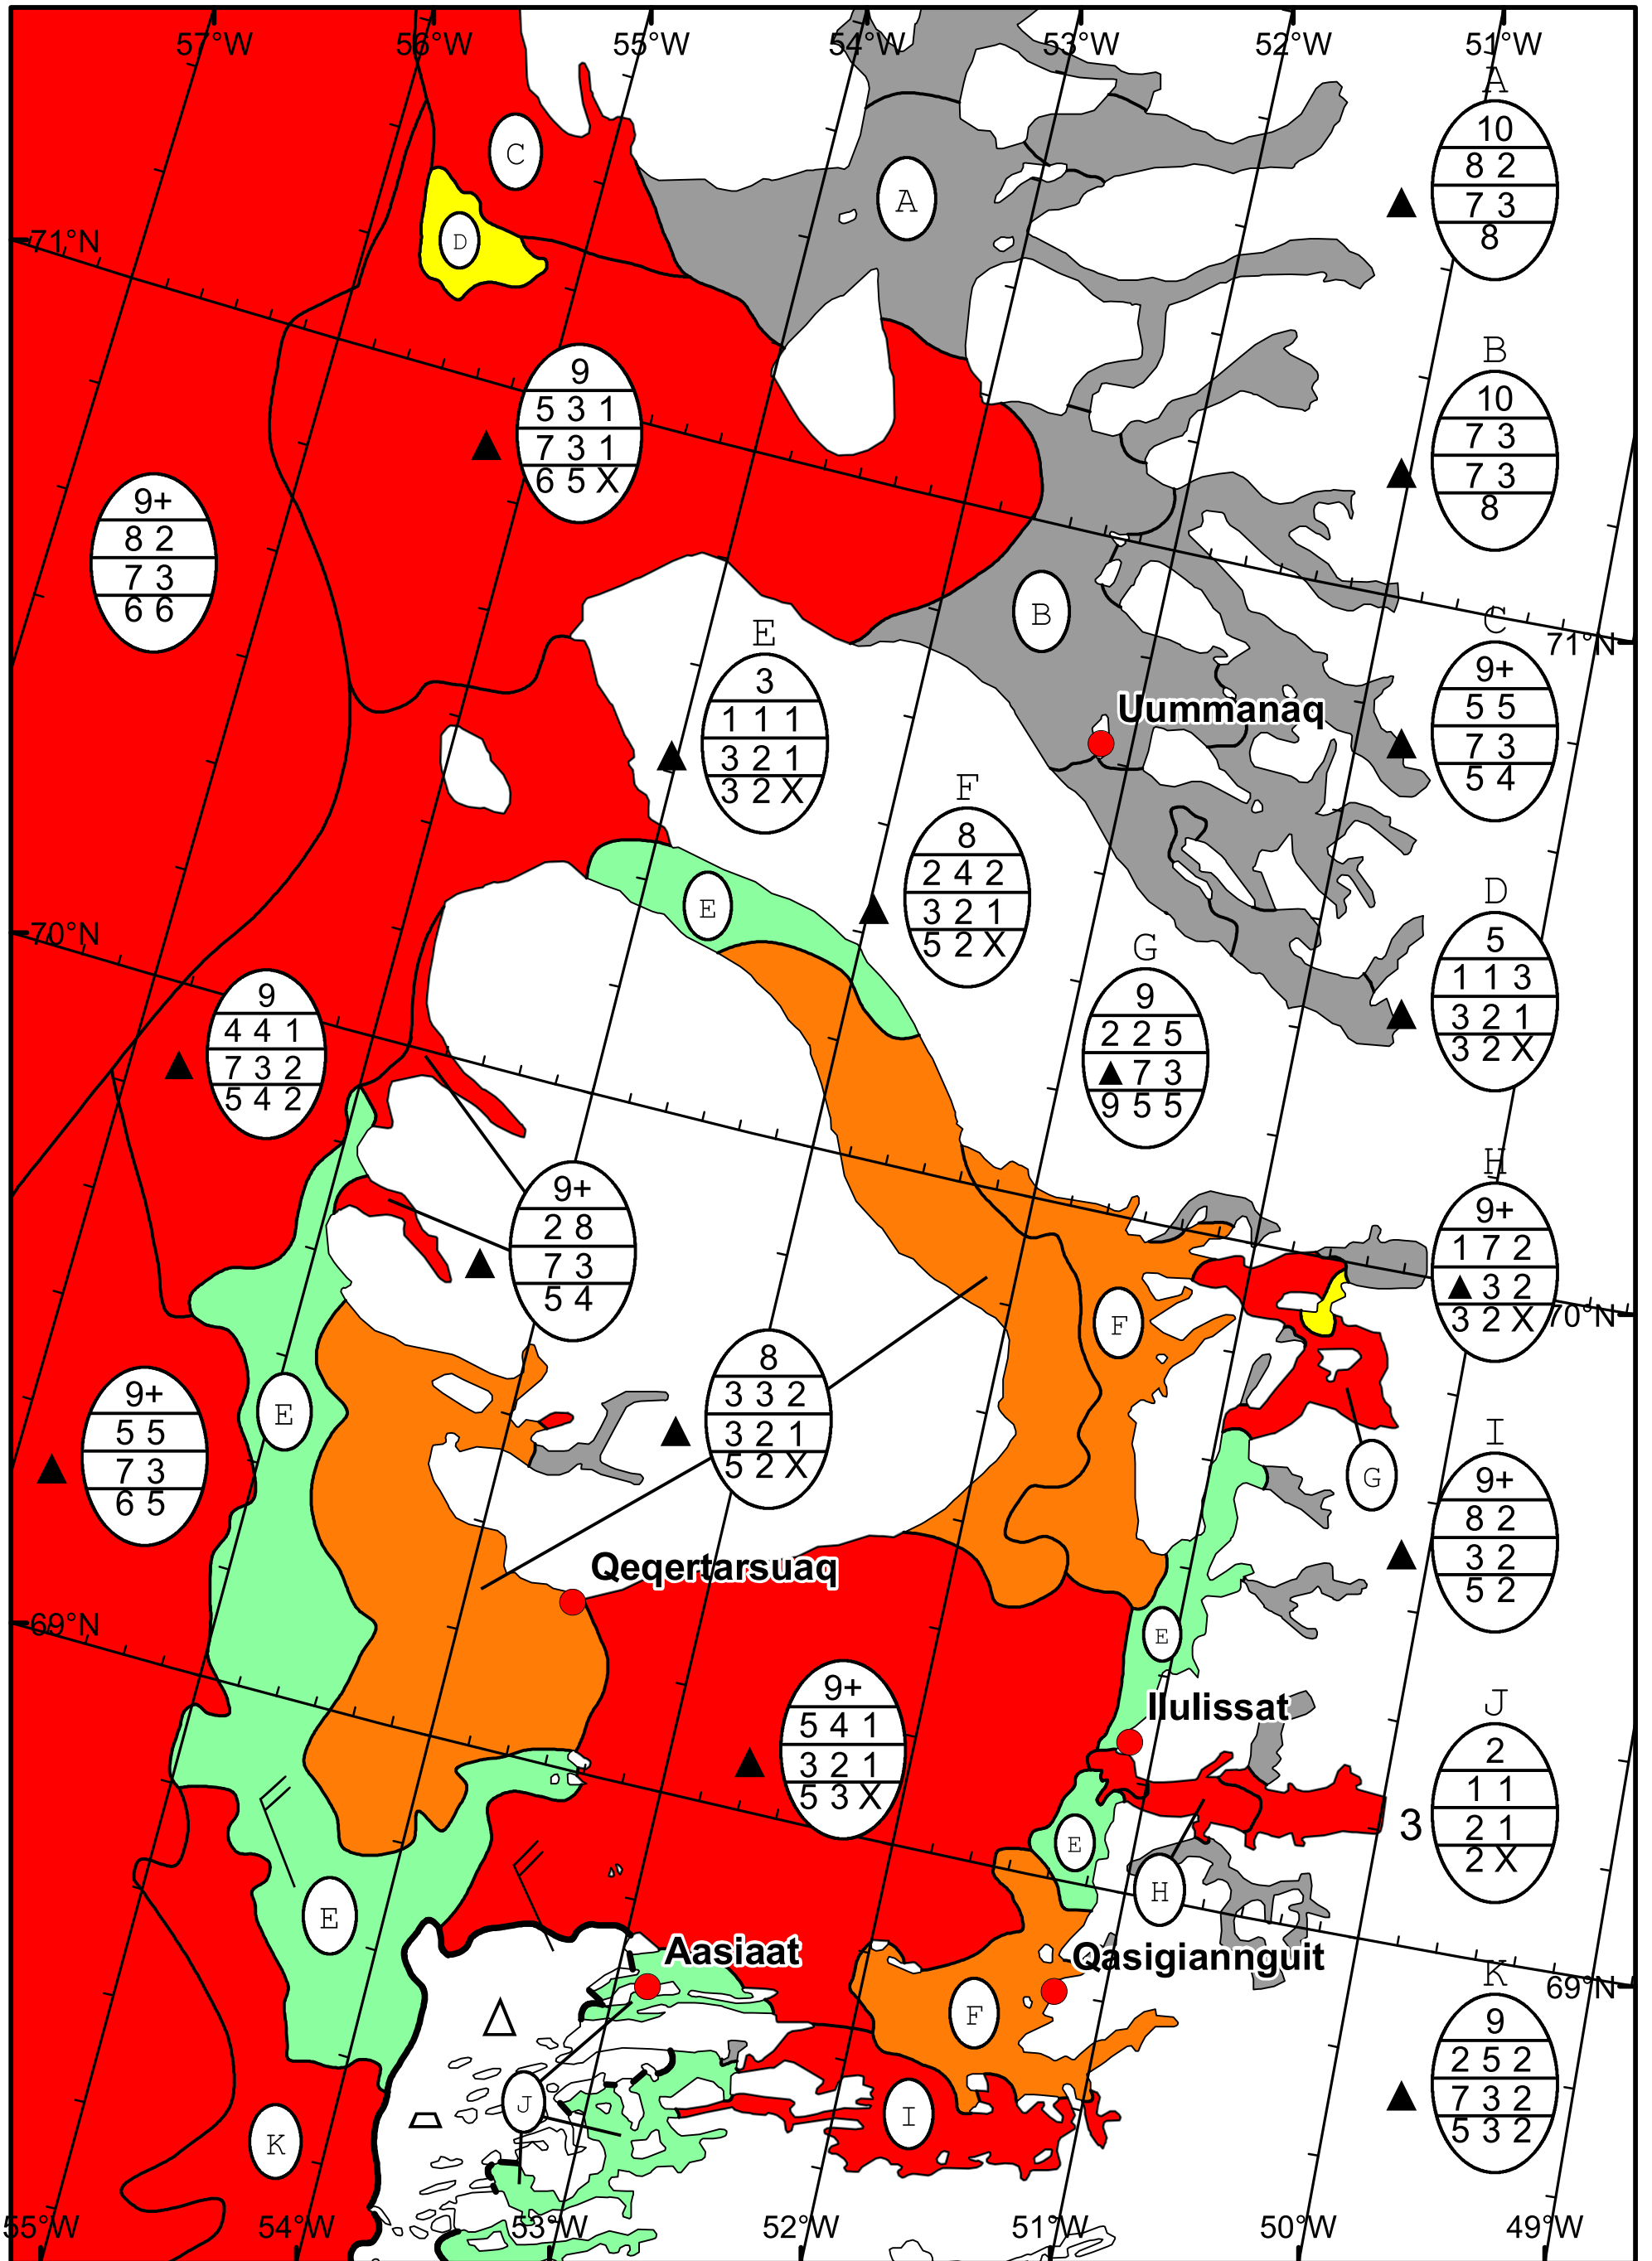 57°W
56°W
55°W
54°W
53°W
52°W
51°W
A
10
8 2
7 3
8
C
A
D
71°N
B
10
7 3
7 3
8
9
5 3 1
7 3 1
6 5 X
9+
8 2
7 3
6 6
B
C
9+
5 5
7 3
5 4
71°N
E
3
1 1 1
3 2 1
3 2 X
Uummanaq
F
8
2 4 2
3 2 1
5 2 X
E
D
5
1 1 3
3 2 1
3 2 X
70°N
G
9
2 2 5
▲ 7 3
9 5 5
9
4 4 1
7 3 2
5 4 2
H
9+
1 7 2
▲ 3 2
3 2 X
70°N
9+
2 8
7 3
5 4
F
8
3 3 2
3 2 1
5 2 X
9+
5 5
7 3
6 5
E
G
I
9+
8 2
3 2
5 2
Qeqertarsuaq
69°N
E
9+
5 4 1
3 2 1
5 3 X
Ilulissat
J
2
1 1
2 1
2 X
3
E
H
E
Aasiaat
Qasigiannguit
69°N
K
9
2 5 2
7 3 2
5 3 2
F
J
I
K
55°W
54°W
53°W
52°W
51°W
50°W
49°W